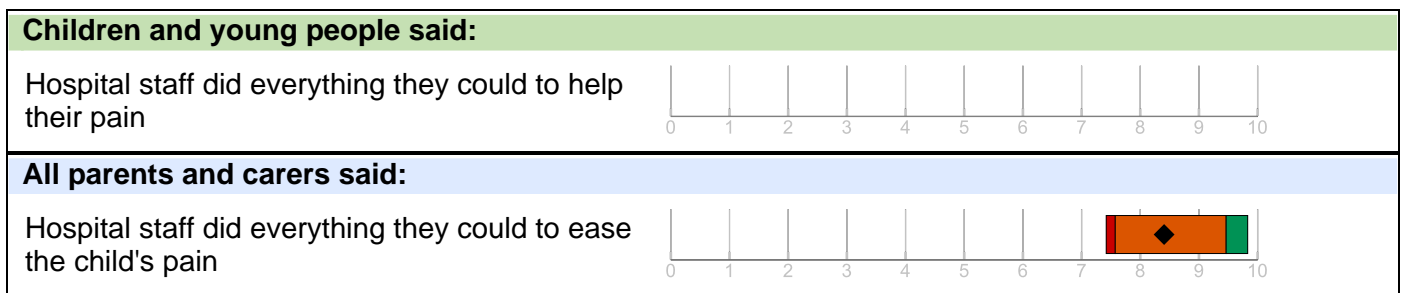 Children and young people said:
Hospital staff did everything they could to help
their pain
0 1 2 3 4 5 6 7 8 9 10
All parents and carers said:
Hospital staff did everything they could to ease
the child's pain
0 1 2 3 4 5 6 7 8 9 10